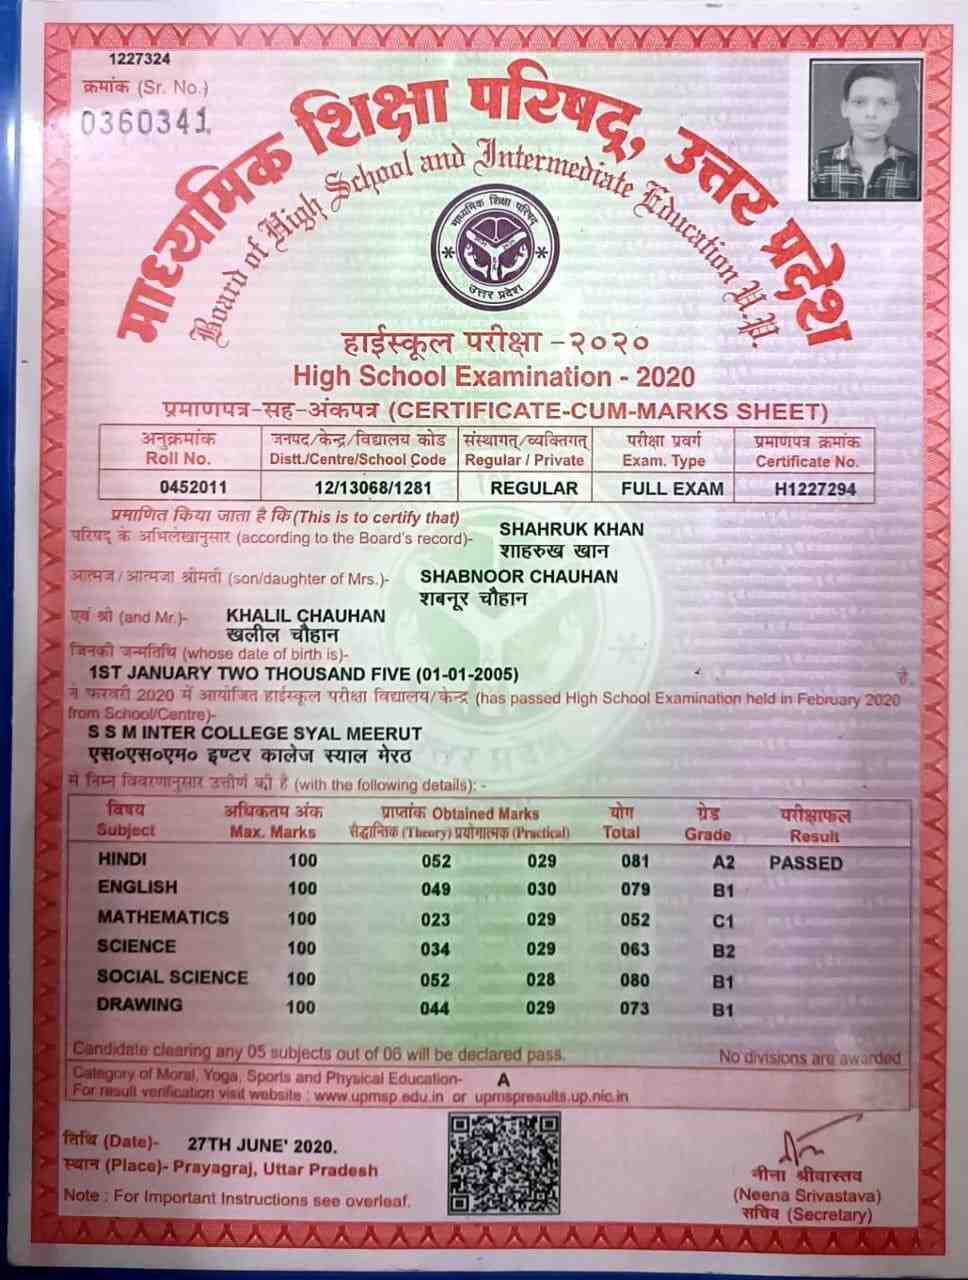 1227324
क्रमांक (Sr. No.)
0360341
माध्यमिक शिक्षा परिषद्, उत्तर प्रदेश
Board of High School and Intermediate Education U.P.
माध्यमिक शिक्षा परिषद्
उत्तर प्रदेश
हाईस्कूल परीक्षा -२०२०
High School Examination - 2020
प्रमाणपत्र-सह-अंकपत्र (CERTIFICATE-CUM-MARKS SHEET)
अनुक्रमांक जनपद/केन्द्र/विद्यालय कोड संस्थागत/व्यक्तिगत परीक्षा प्रवर्ग प्रमाणपत्र क्रमांक
Roll No. Distt./Centre/School Code Regular / Private Exam. Type Certificate No.
0452011 12/13068/1281 REGULAR FULL EXAM H1227294
प्रमाणित किया जाता है कि (This is to certify that)
परिषद के अभिलेखानुसार (according to the Board's record)- SHAHRUK KHAN
शाहरुख खान
आत्मज/आत्मजा श्रीमती (son/daughter of Mrs.)- SHABNOOR CHAUHAN
शबनूर चौहान
एवं श्री (and Mr.)- KHALIL CHAUHAN
खलील चौहान
जिनकी जन्मतिथि (whose date of birth is)-
1ST JANUARY TWO THOUSAND FIVE (01-01-2005) है,
ने फरवरी 2020 में आयोजित हाईस्कूल परीक्षा विद्यालय/केन्द्र (has passed High School Examination held in February 2020
from School/Centre)-
S S M INTER COLLEGE SYAL MEERUT
एस०एस०एम० इण्टर कालेज स्याल मेरठ
से निम्न विवरणानुसार उत्तीर्ण की है (with the following details): -
विषय अधिकतम अंक प्राप्तांक Obtained Marks योग ग्रेड परीक्षाफल
Subject Max. Marks सैद्धान्तिक (Theory) प्रयोगात्मक (Practical) Total Grade Result
HINDI 100 052 029 081 A2 PASSED
ENGLISH 100 049 030 079 B1
MATHEMATICS 100 023 029 052 C1
SCIENCE 100 034 029 063 B2
SOCIAL SCIENCE 100 052 028 080 B1
DRAWING 100 044 029 073 B1
Candidate clearing any 05 subjects out of 06 will be declared pass. No divisions are awarded
Category of Moral, Yoga, Sports and Physical Education- A
For result verification visit website : www.upmsp.edu.in or upmspresults.up.nic.in
तिथि (Date)- 27TH JUNE' 2020.
स्थान (Place)- Prayagraj, Uttar Pradesh
Note : For Important Instructions see overleaf.
नीना श्रीवास्तव
(Neena Srivastava)
सचिव (Secretary)